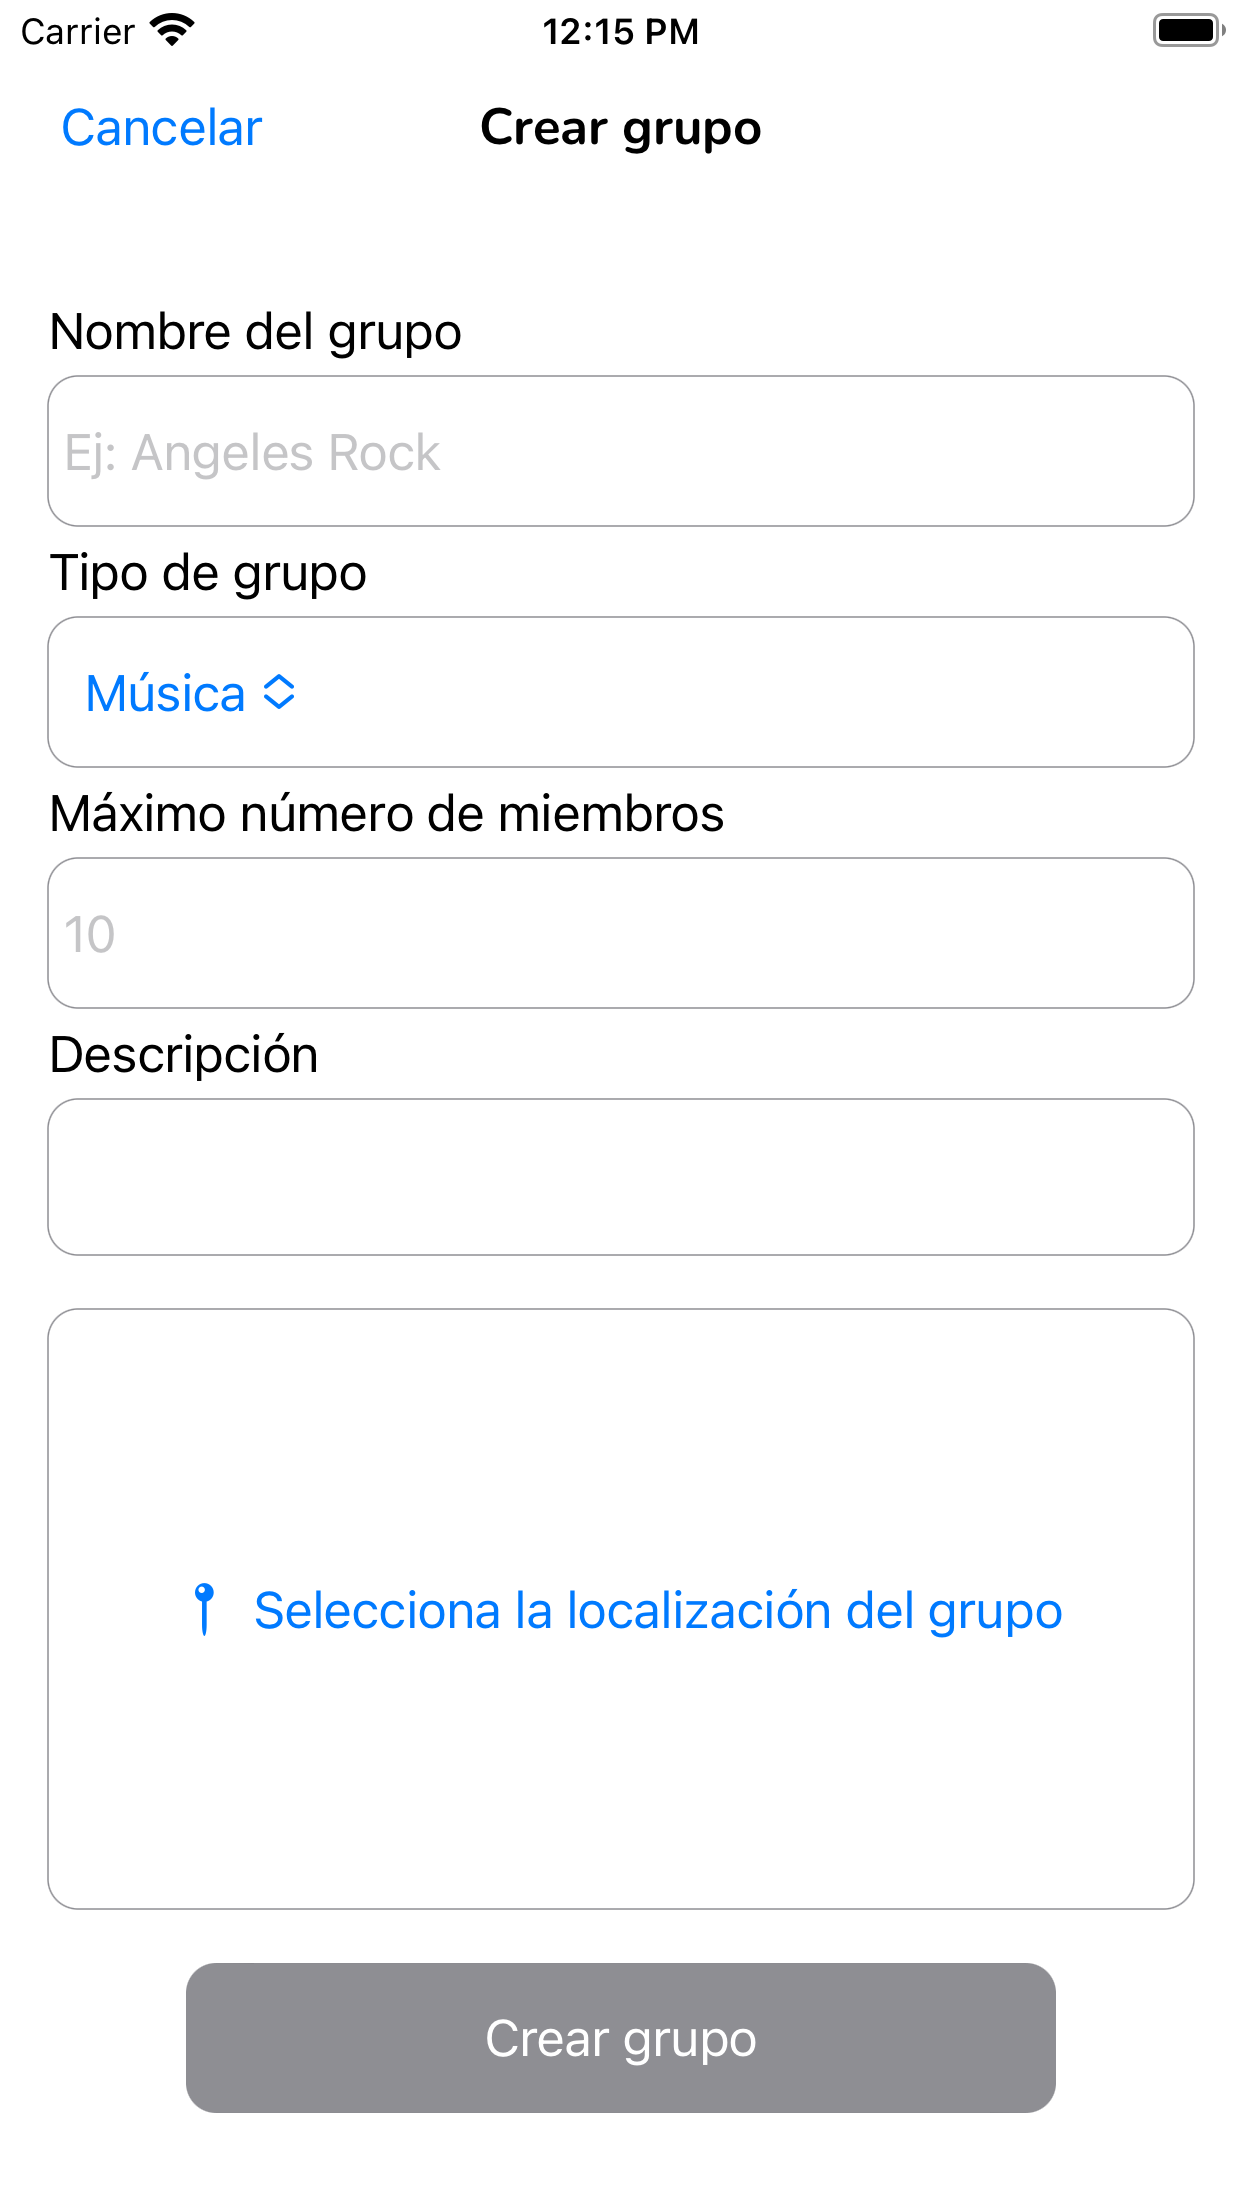 Carrier 12:15 PM
Cancelar Crear grupo
Nombre del grupo
Ej: Angeles Rock
Tipo de grupo
Música
Máximo número de miembros
10
Descripción
Selecciona la localización del grupo
Crear grupo